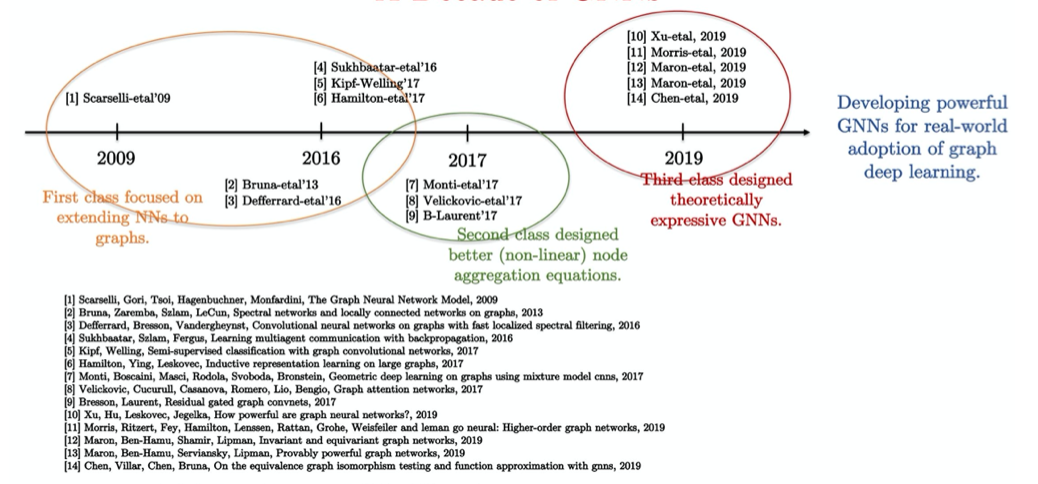 [10] Xu-etal, 2019
[11] Morris-etal, 2019
[12] Maron-etal, 2019
[13] Maron-etal, 2019
[14] Chen-etal, 2019
[4] Sukhbaatar-etal'16
[5] Kipf-Welling'17
[6] Hamilton-etal'17
[1] Scarselli-etal'09
2009
2016
2017
2019
[2] Bruna-etal'13
[3] Defferrard-etal'16
[7] Monti-etal'17
[8] Velickovic-etal'17
[9] B-Laurent'17
First class focused on
extending NNs to
graphs.
Second class designed
better (non-linear) node
aggregation equations.
Third class designed
theoretically
expressive GNNs.
Developing powerful
GNNs for real-world
adoption of graph
deep learning.
[1] Scarselli, Gori, Tsoi, Hagenbuchner, Monfardini, The Graph Neural Network Model, 2009
[2] Bruna, Zaremba, Szlam, LeCun, Spectral networks and locally connected networks on graphs, 2013
[3] Defferrard, Bresson, Vandergheynst, Convolutional neural networks on graphs with fast localized spectral filtering, 2016
[4] Sukhbaatar, Szlam, Fergus, Learning multiagent communication with backpropagation, 2016
[5] Kipf, Welling, Semi-supervised classification with graph convolutional networks, 2017
[6] Hamilton, Ying, Leskovec, Inductive representation learning on large graphs, 2017
[7] Monti, Boscaini, Masci, Rodola, Svoboda, Bronstein, Geometric deep learning on graphs using mixture model cnns, 2017
[8] Velickovic, Cucurull, Casanova, Romero, Lio, Bengio, Graph attention networks, 2017
[9] Bresson, Laurent, Residual gated graph convnets, 2017
[10] Xu, Hu, Leskovec, Jegelka, How powerful are graph neural networks?, 2019
[11] Morris, Ritzert, Fey, Hamilton, Lenssen, Rattan, Grohe, Weisfeiler and leman go neural: Higher-order graph networks, 2019
[12] Maron, Ben-Hamu, Shamir, Lipman, Invariant and equivariant graph networks, 2019
[13] Maron, Ben-Hamu, Serviansky, Lipman, Provably powerful graph networks, 2019
[14] Chen, Villar, Chen, Bruna, On the equivalence graph isomorphism testing and function approximation with gnns, 2019